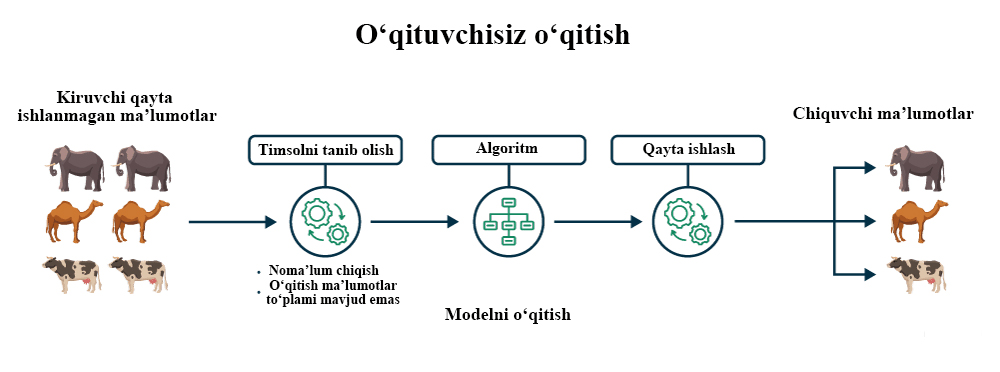 O‘qituvchisiz o‘qitish
Kiruvchi qayta
ishlanmagan ma’lumotlar
Timsolni tanib olish
Algoritm
Qayta ishlash
Chiquvchi ma’lumotlar
• Noma’lum chiqish
• O‘qitish ma’lumotlar
to‘plami mavjud emas
Modelni o‘qitish